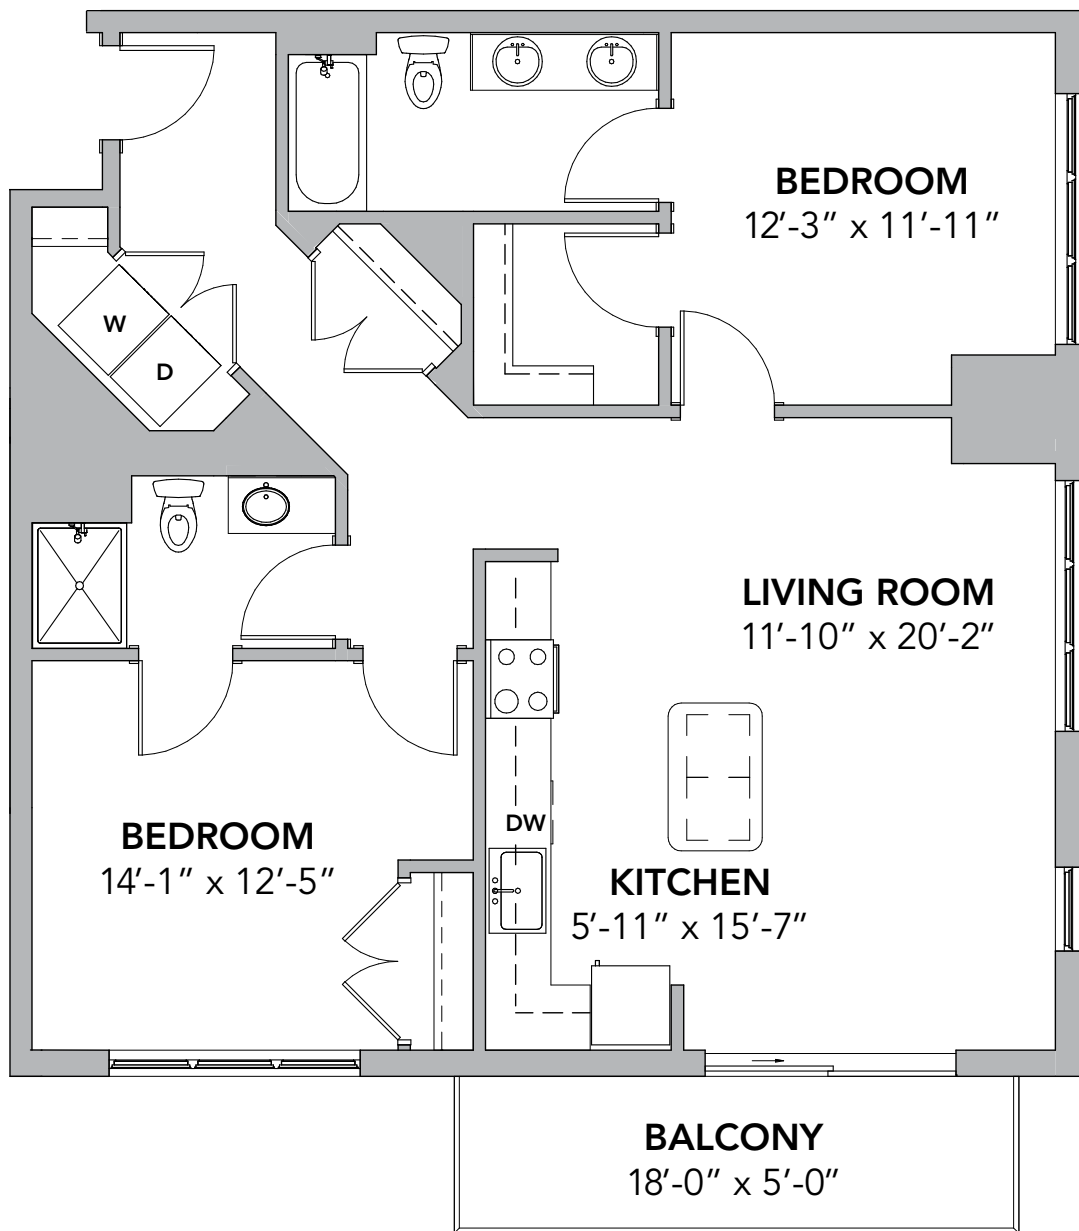 BEDROOM
12′-3″ x 11′-11″
W
D
LIVING ROOM
11′-10″ x 20′-2″
BEDROOM
14′-1″ x 12′-5″
DW
KITCHEN
5′-11″ x 15′-7″
BALCONY
18′-0″ x 5′-0″